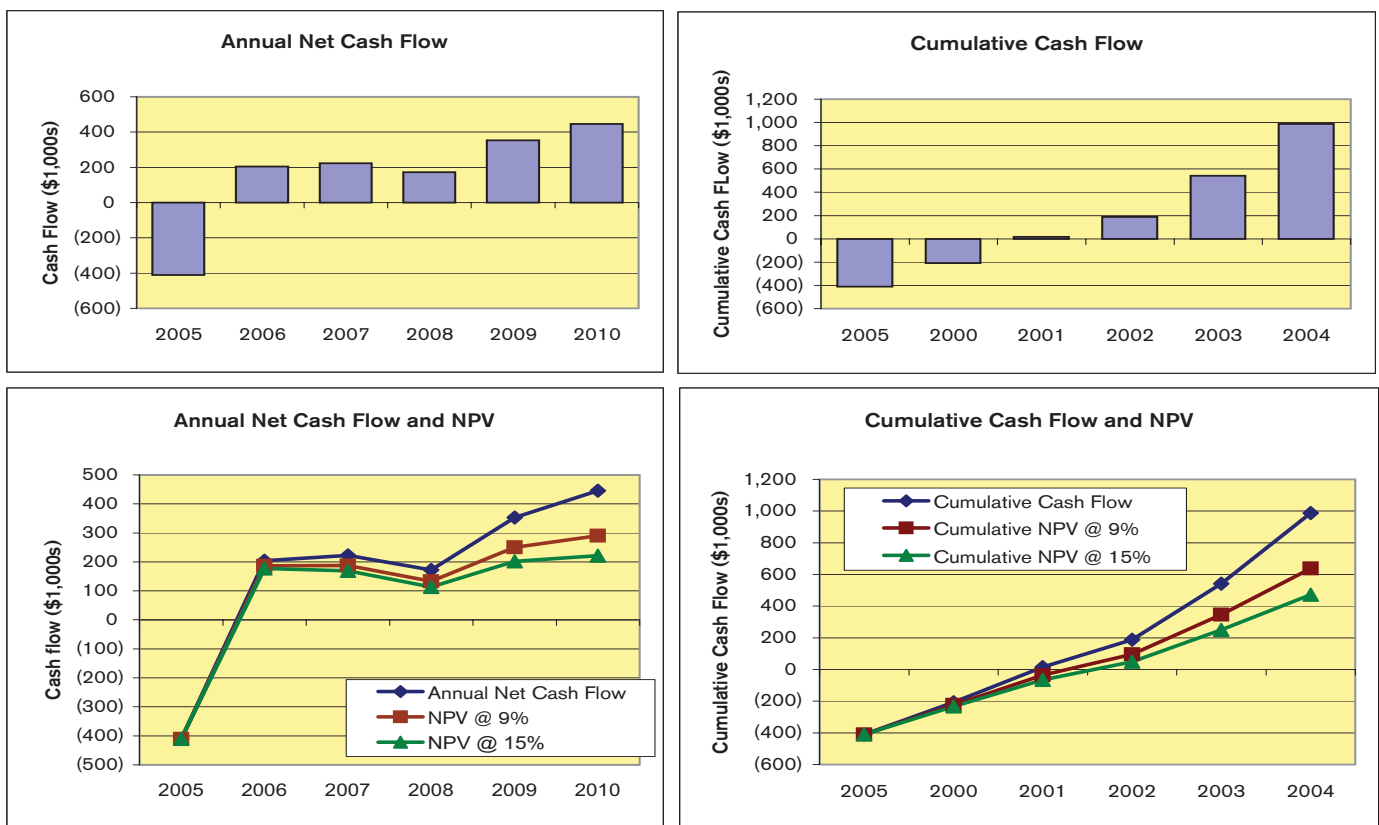 Annual Net Cash Flow
Cash Flow ($1,000s)
600
400
200
0
(200)
(400)
(600)
2005 2006 2007 2008 2009 2010
Cumulative Cash Flow
Cumulative Cash FLow ($1,000s)
1,200
1,000
800
600
400
200
0
(200)
(400)
(600)
2005 2000 2001 2002 2003 2004
Annual Net Cash Flow and NPV
Cash flow ($1,000s)
500
400
300
200
100
0
(100)
(200)
(300)
(400)
(500)
Annual Net Cash Flow
NPV @ 9%
NPV @ 15%
2005 2006 2007 2008 2009 2010
Cumulative Cash Flow and NPV
Cumulative Cash Flow ($1,000s)
1,200
1,000
800
600
400
200
0
(200)
(400)
(600)
Cumulative Cash Flow
Cumulative NPV @ 9%
Cumulative NPV @ 15%
2005 2000 2001 2002 2003 2004